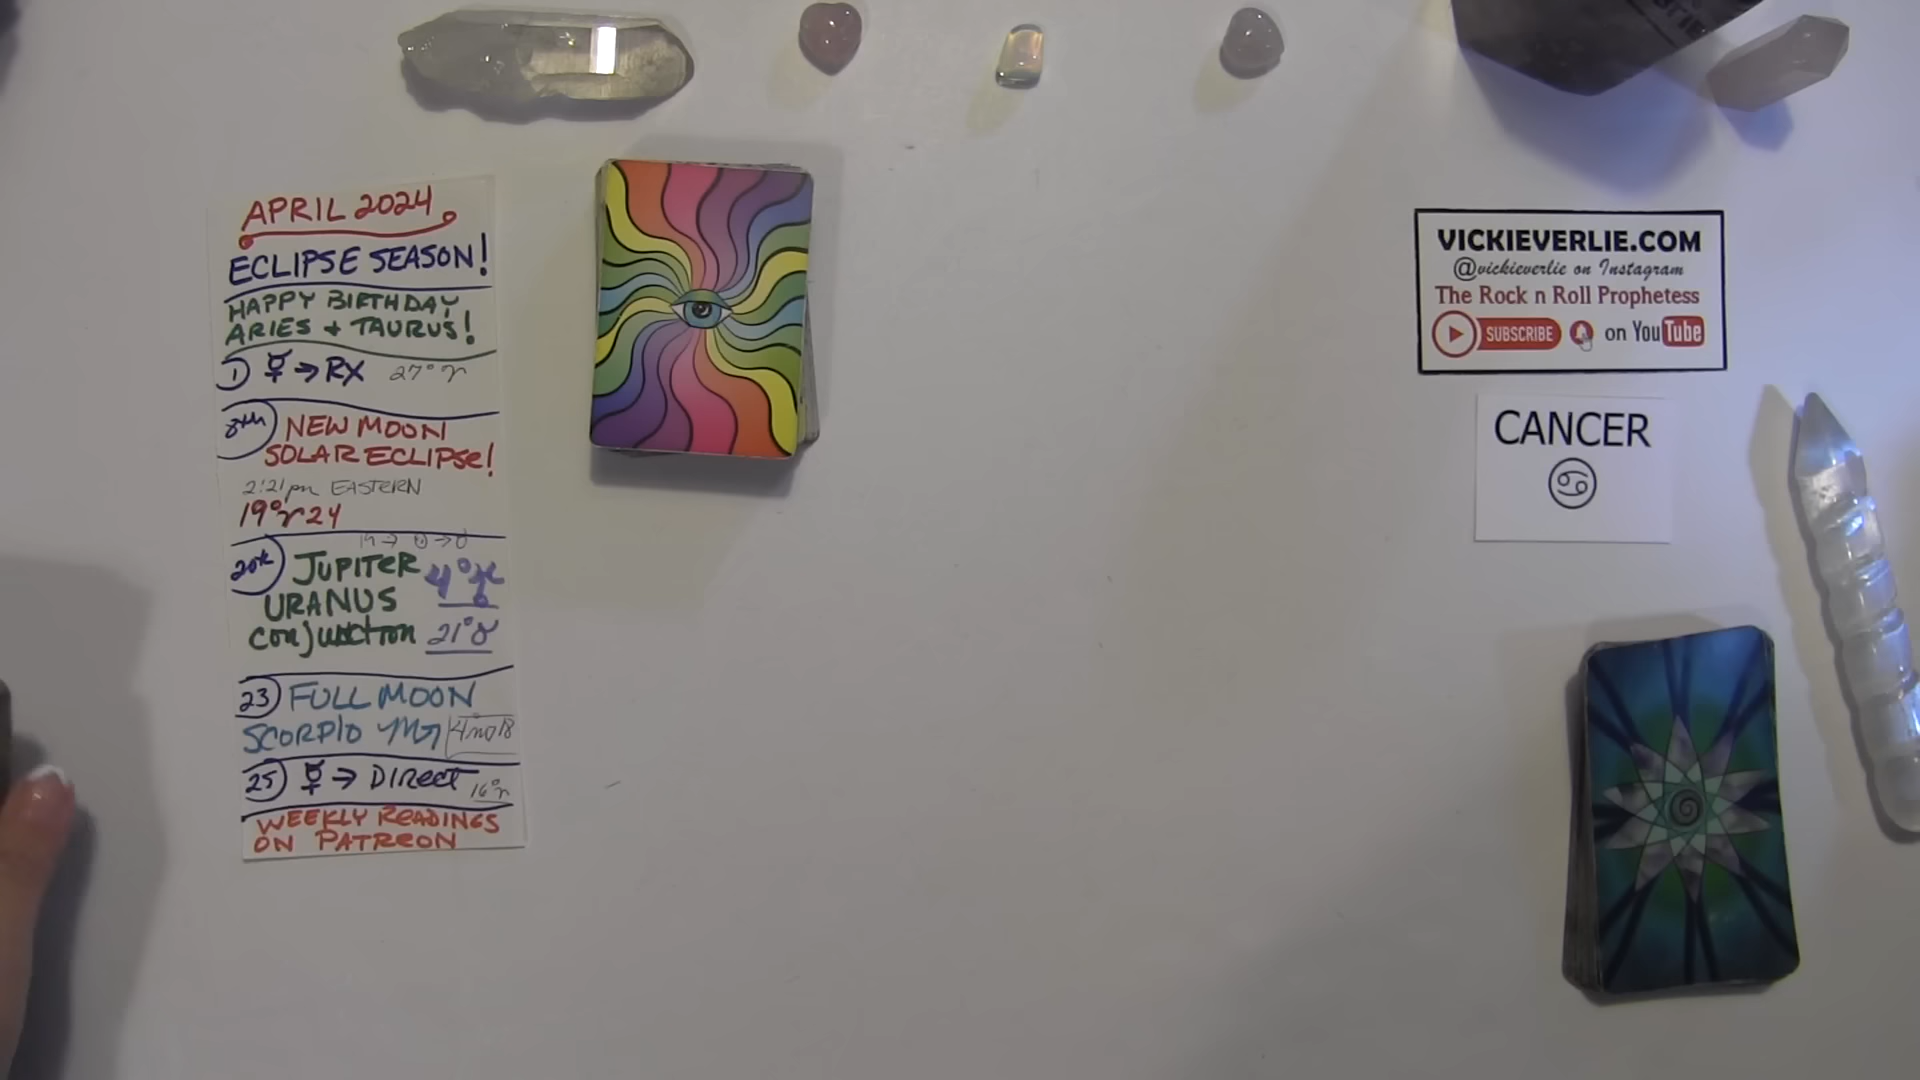 APRIL 2024
ECLIPSE SEASON!
HAPPY BIRTHDAY
ARIES + TAURUS!
1 ☿ → RX 27° ♈
8th NEW MOON
SOLAR ECLIPSE!
2:21pm EASTERN
19°♈24
20th JUPITER
URANUS
CONJUNCTION 21°♉
23 FULL MOON
SCORPIO ♏
25 ☿ → DIRECT 16°♈
WEEKLY READINGS
ON PATREON
VICKIEVERLIE.COM
@vickieverlie on Instagram
The Rock n Roll Prophetess
SUBSCRIBE on YouTube
CANCER
♋